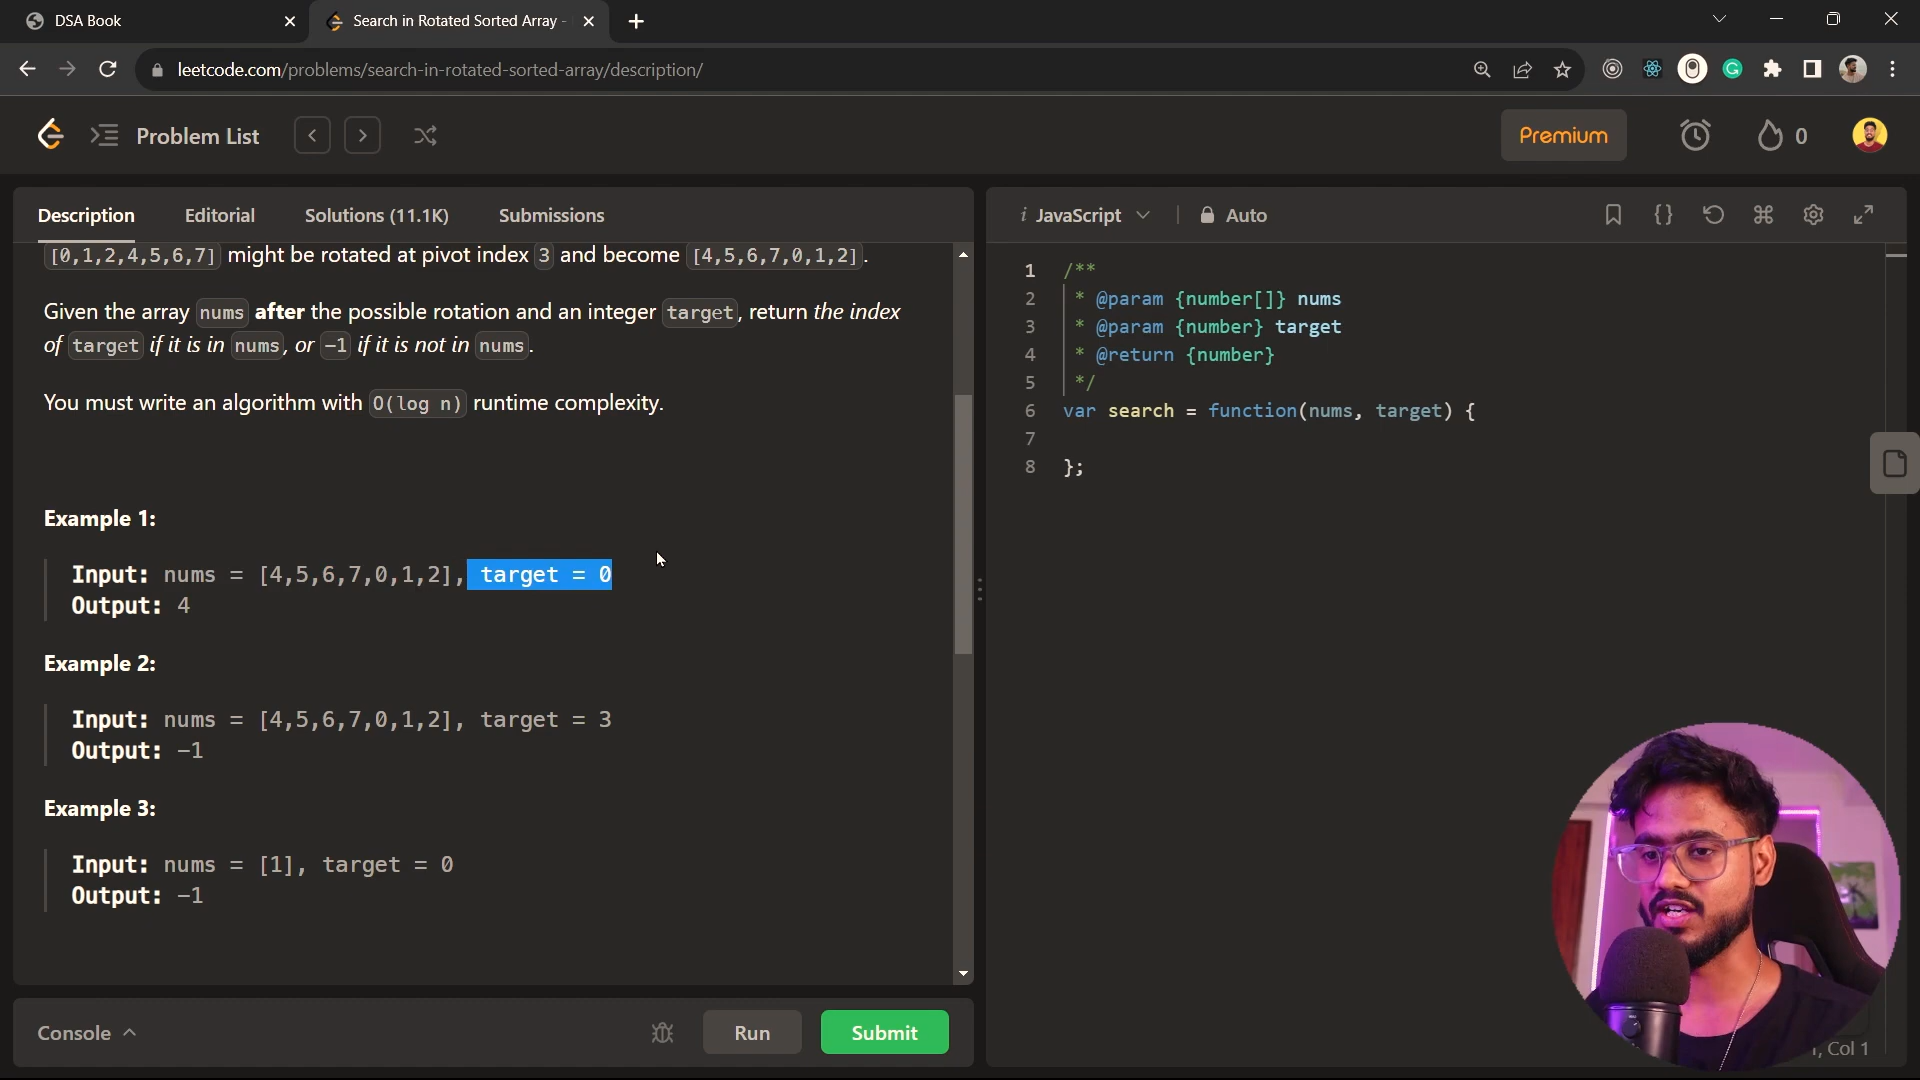 DSA Book
Search in Rotated Sorted Array -
leetcode.com/problems/search-in-rotated-sorted-array/description/
Problem List
Premium
0
Description
Editorial
Solutions (11.1K)
Submissions
[0,1,2,4,5,6,7] might be rotated at pivot index 3 and become [4,5,6,7,0,1,2].
Given the array nums after the possible rotation and an integer target, return the index
of target if it is in nums, or -1 if it is not in nums.
You must write an algorithm with O(log n) runtime complexity.
Example 1:
Input: nums = [4,5,6,7,0,1,2], target = 0
Output: 4
Example 2:
Input: nums = [4,5,6,7,0,1,2], target = 3
Output: -1
Example 3:
Input: nums = [1], target = 0
Output: -1
Console
Run
Submit
i JavaScript
Auto
1 /**
2 * @param {number[]} nums
3 * @param {number} target
4 * @return {number}
5 */
6 var search = function(nums, target) {
7
8 };
, Col 1